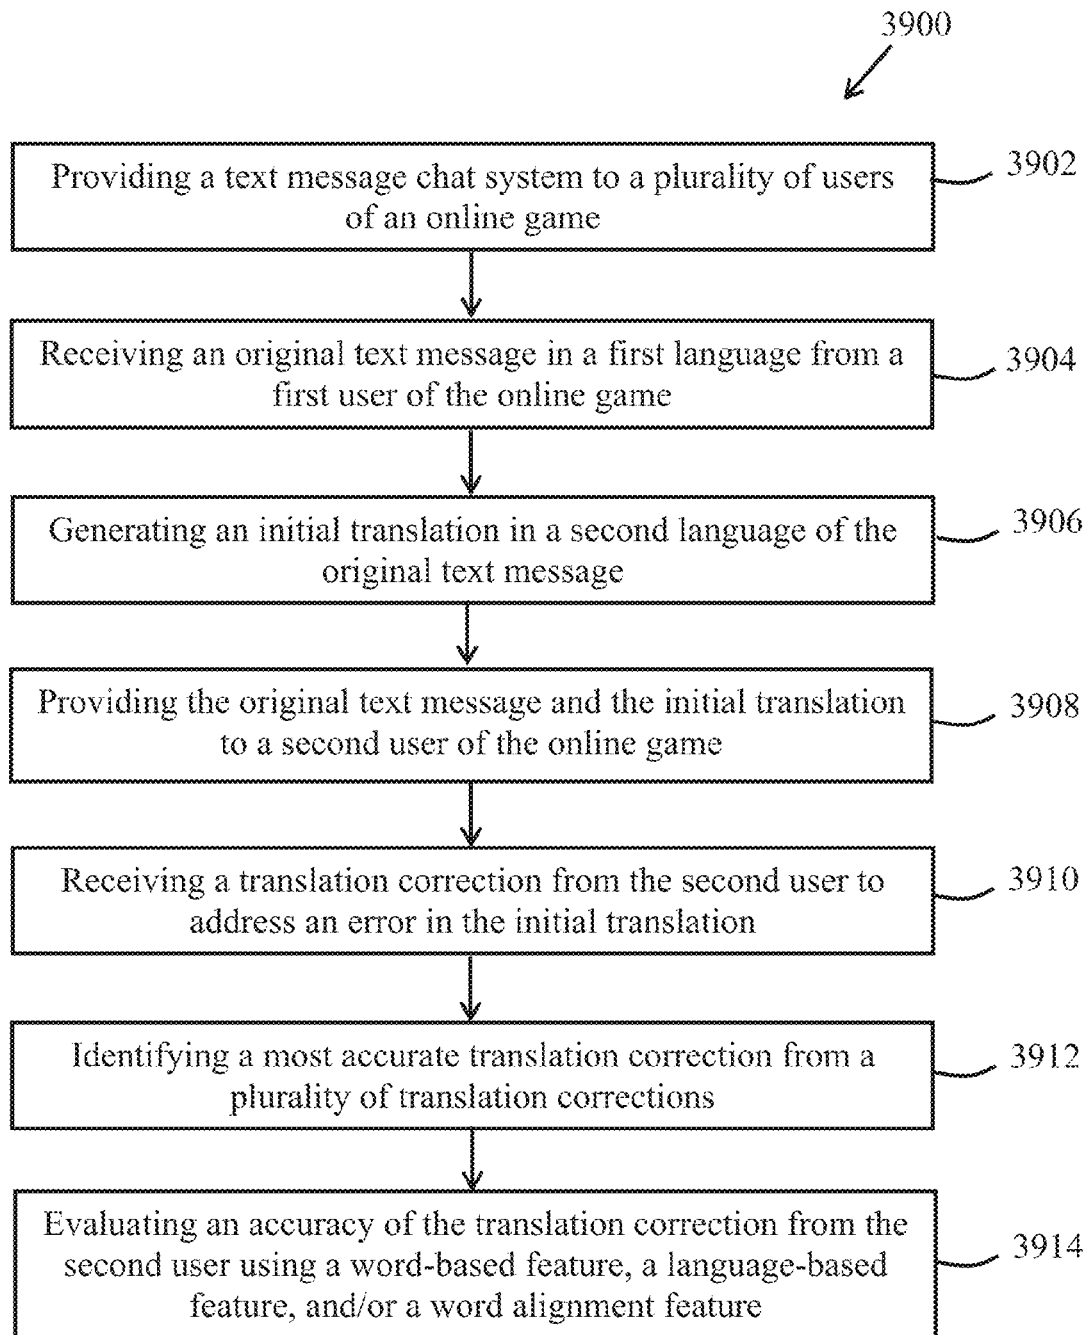 3900
Providing a text message chat system to a plurality of users
of an online game
3902
Receiving an original text message in a first language from a
first user of the online game
3904
Generating an initial translation in a second language of the
original text message
3906
Providing the original text message and the initial translation
to a second user of the online game
3908
Receiving a translation correction from the second user to
address an error in the initial translation
3910
Identifying a most accurate translation correction from a
plurality of translation corrections
3912
Evaluating an accuracy of the translation correction from the
second user using a word-based feature, a language-based
feature, and/or a word alignment feature
3914